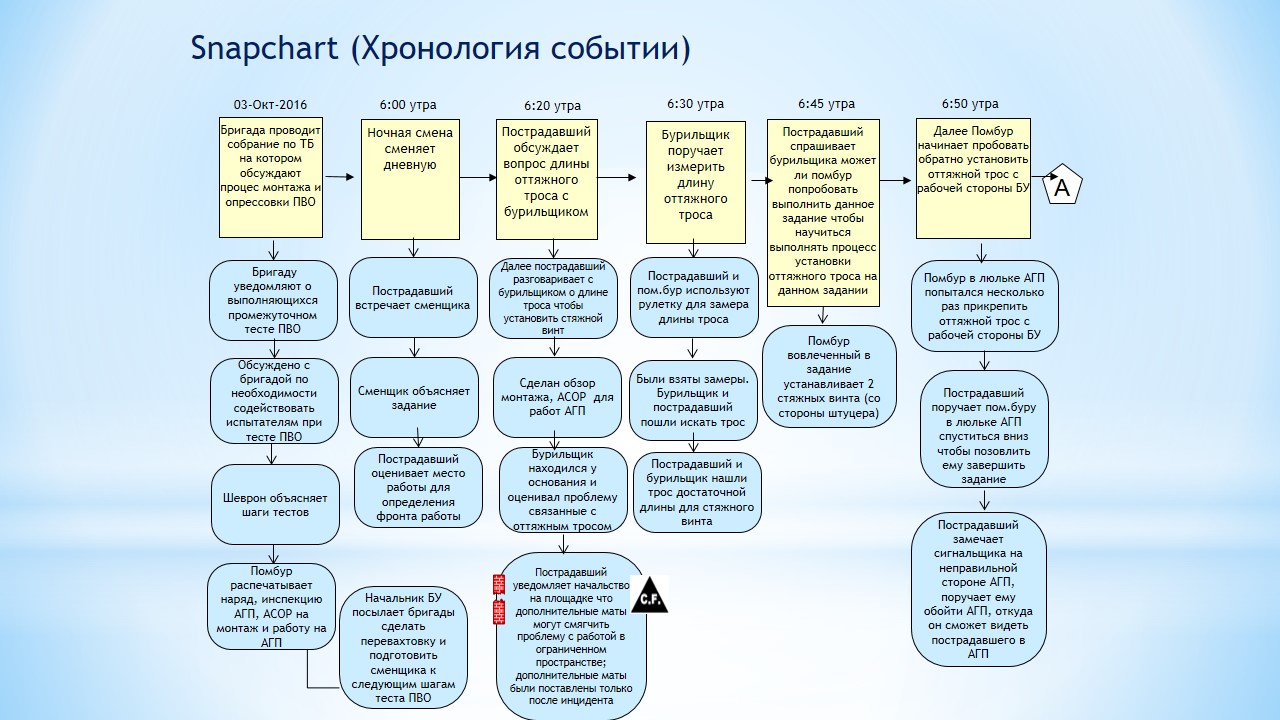 Snapchart (Хронология событии)
03-Окт-2016
Бригада проводит
собрание по ТБ
на котором
обсуждают
процес монтажа и
опрессовки ПВО
Бригаду
уведомляют о
выполняющихся
промежуточном
тесте ПВО
Обсуждено с
бригадой по
необходимости
содействовать
испытателям при
тесте ПВО
Шеврон объясняет
шаги тестов
Помбур
распечатывает
наряд, инспекцию
АГП, АСОР на
монтаж и работу на
АГП
Начальник БУ
посылает бригады
сделать
перевахтовку и
подготовить
сменщика к
следующим шагам
теста ПВО
6:00 утра
Ночная смена
сменяет
дневную
Пострадавший
встречает сменщика
Сменщик объясняет
задание
Пострадавший
оценивает место
работы для
определения
фронта работы
6:20 утра
Пострадавший
обсуждает
вопрос длины
оттяжного
троса с
бурильщиком
Далее пострадавший
разговаривает с
бурильщиком о длине
троса чтобы
установить стяжной
винт
Сделан обзор
монтажа, АСОР для
работ АГП
Бурильщик
находился у
основания и
оценивал проблему
связанные с
оттяжным тросом
Пострадавший
уведомляет начальство
на площадке что
дополнительные маты
могут смягчить
проблему с работой в
ограниченном
пространстве;
дополнительные маты
были поставлены только
после инцидента
C.F.
6:30 утра
Бурильщик
поручает
измерить
длину
оттяжного
троса
Пострадавший и
пом.бур используют
рулетку для замера
длины троса
Были взяты замеры.
Бурильщик и
пострадавший
пошли искать трос
Пострадавший и
бурильщик нашли
трос достаточной
длины для стяжного
винта
6:45 утра
Пострадавший
спрашивает
бурильщика может
ли помбур
попробовать
выполнить данное
задание чтобы
научиться
выполнять процесс
установки
оттяжного троса на
данном задании
Помбур
вовлеченный в
задание
устанавливает 2
стяжных винта (со
стороны штуцера)
6:50 утра
Далее Помбур
начинает пробовать
обратно установить
оттяжной трос с
рабочей стороны БУ
A
Помбур в люльке АГП
попытался несколько
раз прикрепить
оттяжной трос с
рабочей стороны БУ
Пострадавший
поручает пом.буру
в люльке АГП
спуститься вниз
чтобы позовлить
ему завершить
задание
Пострадавший
замечает
сигнальщика на
неправильной
стороне АГП,
поручает ему
обойти АГП, откуда
он сможет видеть
пострадавшего в
АГП